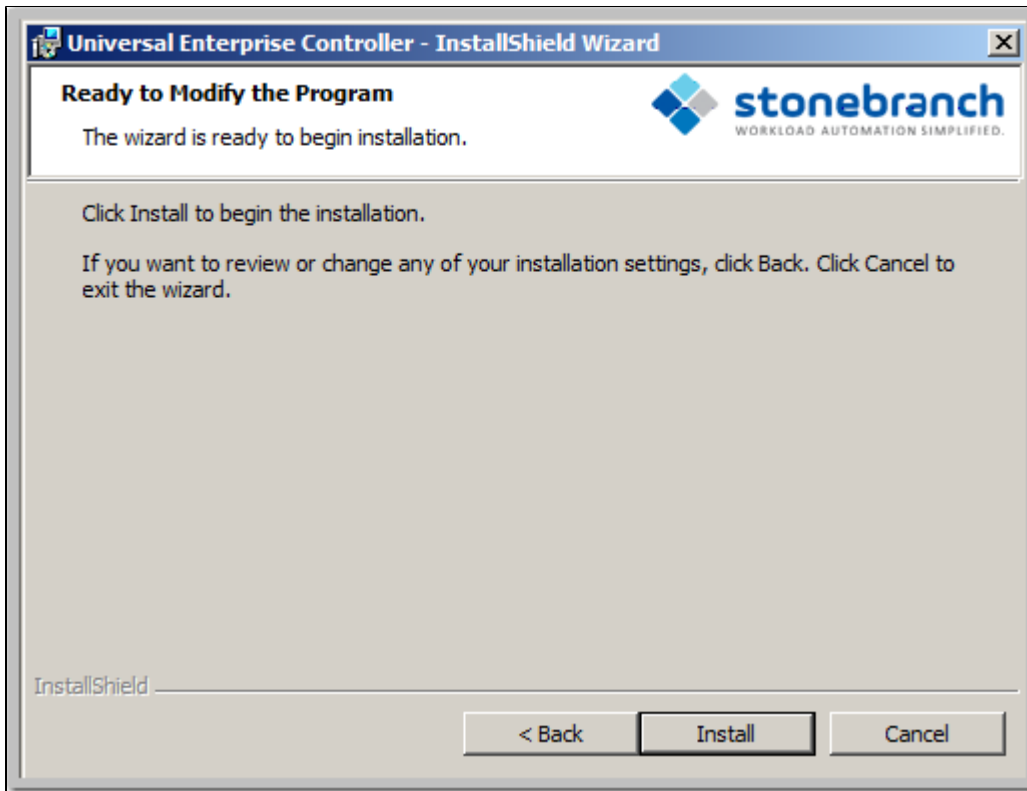 Universal Enterprise Controller - InstallShield Wizard
Ready to Modify the Program
The wizard is ready to begin installation.
stonebranch
WORKLOAD AUTOMATION SIMPLIFIED.
Click Install to begin the installation.
If you want to review or change any of your installation settings, click Back. Click Cancel to
exit the wizard.
InstallShield
< Back
Install
Cancel